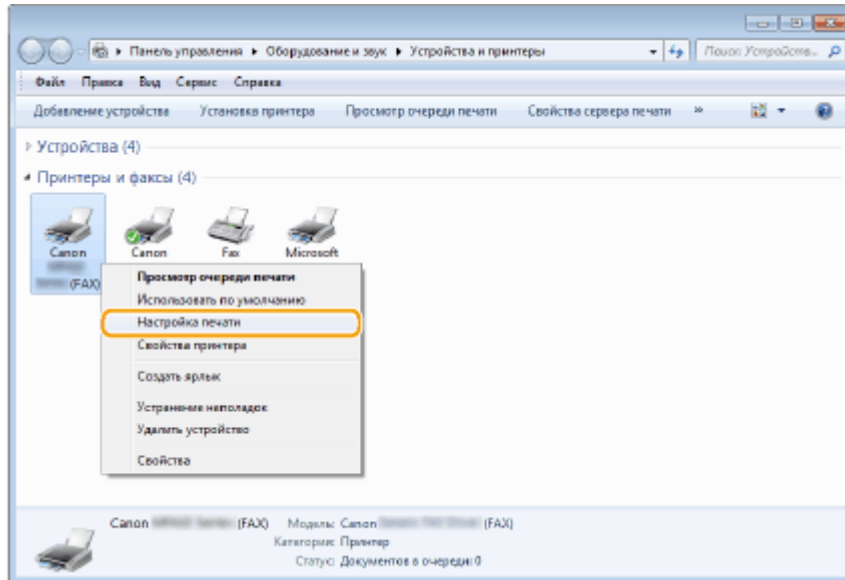 Панель управления ▸ Оборудование и звук ▸ Устройства и принтеры
Поиск: Устройств...
Файл Правка Вид Сервис Справка
Добавление устройства Установка принтера Просмотр очереди печати Свойства сервера печати »
Устройства (4)
Принтеры и факсы (4)
Canon (FAX)
Canon
Fax
Microsoft
Просмотр очереди печати
Использовать по умолчанию
Настройка печати
Свойства принтера
Создать ярлык
Устранение неполадок
Удалить устройство
Свойства
Canon (FAX) Модель: Canon (FAX)
Категория: Принтер
Статус: Документов в очереди: 0